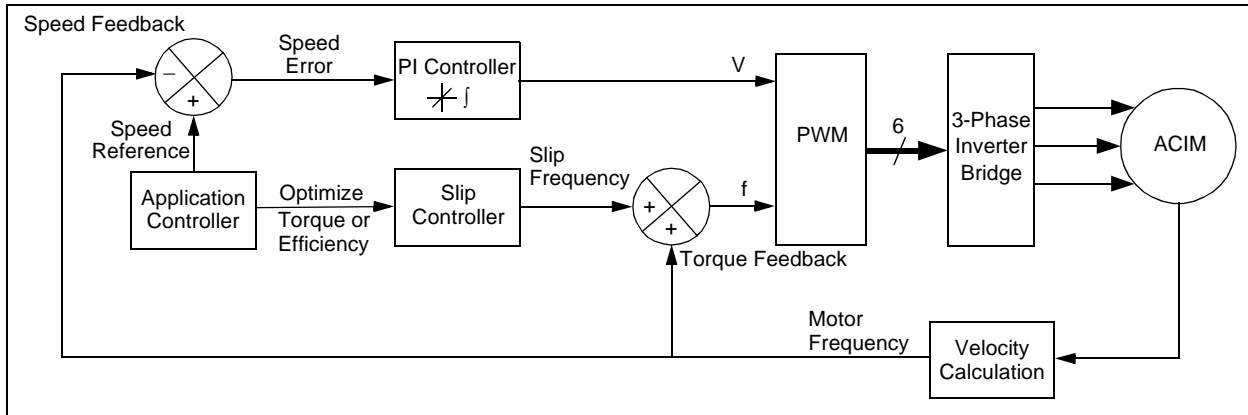 Speed Feedback
−
+
Speed
Error
PI Controller
∫
V
Speed
Reference
Application
Controller
Optimize
Torque or
Efficiency
Slip
Controller
Slip
Frequency
+
+
f
Torque Feedback
PWM
6
3-Phase
Inverter
Bridge
ACIM
Motor
Frequency
Velocity
Calculation